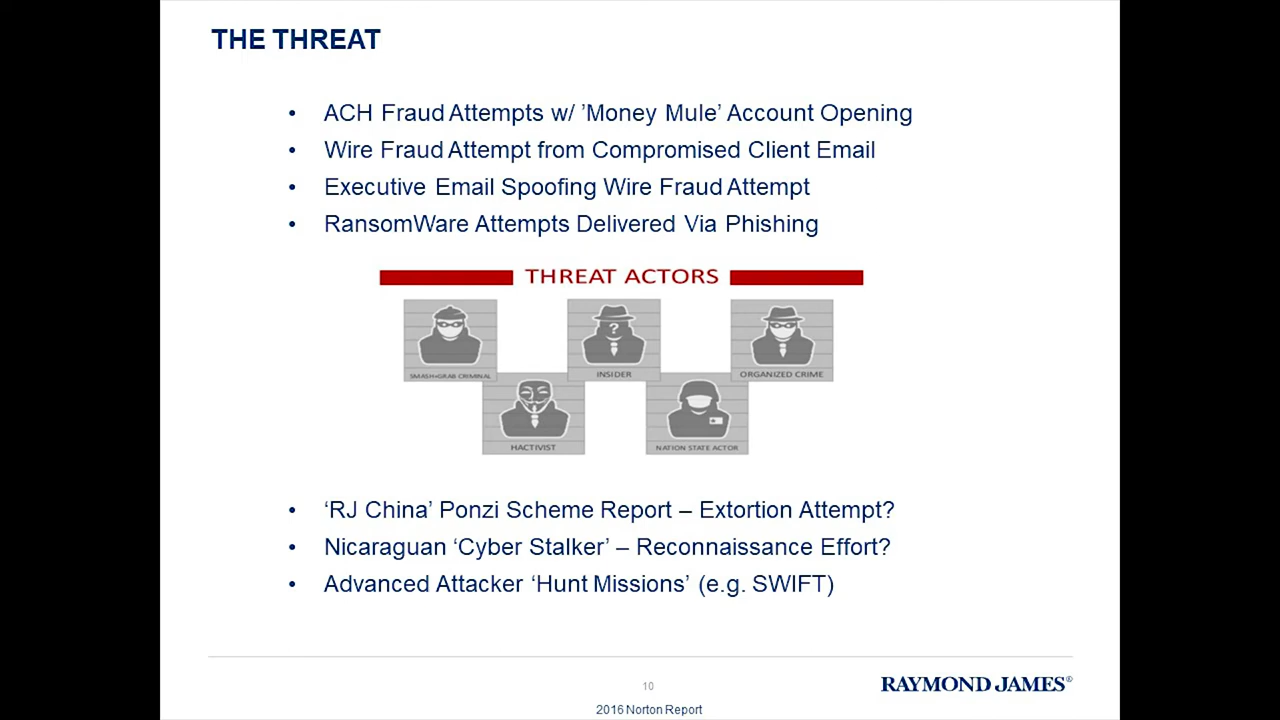 THE THREAT
• ACH Fraud Attempts w/ ’Money Mule’ Account Opening
• Wire Fraud Attempt from Compromised Client Email
• Executive Email Spoofing Wire Fraud Attempt
• RansomWare Attempts Delivered Via Phishing
THREAT ACTORS
SMASH+GRAB CRIMINAL
?
INSIDER
ORGANIZED CRIME
HACTIVIST
NATION STATE ACTOR
• ‘RJ China’ Ponzi Scheme Report – Extortion Attempt?
• Nicaraguan ‘Cyber Stalker’ – Reconnaissance Effort?
• Advanced Attacker ‘Hunt Missions’ (e.g. SWIFT)
10
RAYMOND JAMES®
2016 Norton Report